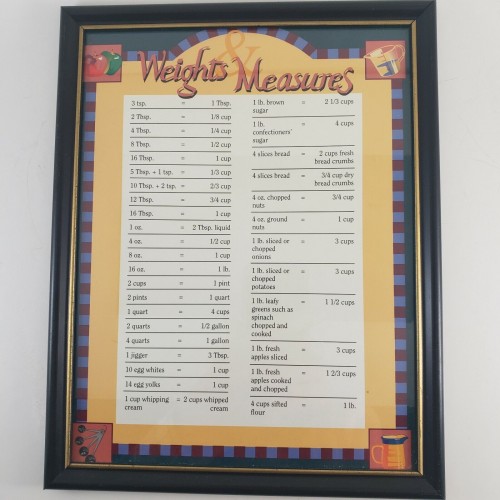 Weights & Measures
3 tsp. = 1 Tbsp.
2 Tbsp. = 1/8 cup
4 Tbsp. = 1/4 cup
8 Tbsp. = 1/2 cup
16 Tbsp. = 1 cup
5 Tbsp. + 1 tsp. = 1/3 cup
10 Tbsp. + 2 tsp. = 2/3 cup
12 Tbsp. = 3/4 cup
16 Tbsp. = 1 cup
1 oz. = 2 Tbsp. liquid
4 oz. = 1/2 cup
8 oz. = 1 cup
16 oz. = 1 lb.
2 cups = 1 pint
2 pints = 1 quart
1 quart = 4 cups
2 quarts = 1/2 gallon
4 quarts = 1 gallon
1 jigger = 3 Tbsp.
10 egg whites = 1 cup
14 egg yolks = 1 cup
1 cup whipping = 2 cups whipped
cream cream
1 lb. brown = 2 1/3 cups
sugar
1 lb. = 4 cups
confectioners'
sugar
4 slices bread = 2 cups fresh
bread crumbs
4 slices bread = 3/4 cup dry
bread crumbs
4 oz. chopped = 3/4 cup
nuts
4 oz. ground = 1 cup
nuts
1 lb. sliced or = 3 cups
chopped
onions
1 lb. sliced or = 3 cups
chopped
potatoes
1 lb. leafy = 1 1/2 cups
greens such as
spinach
chopped and
cooked
1 lb. fresh = 3 cups
apples sliced
1 lb. fresh = 1 2/3 cups
apples cooked
and chopped
4 cups sifted = 1 lb.
flour